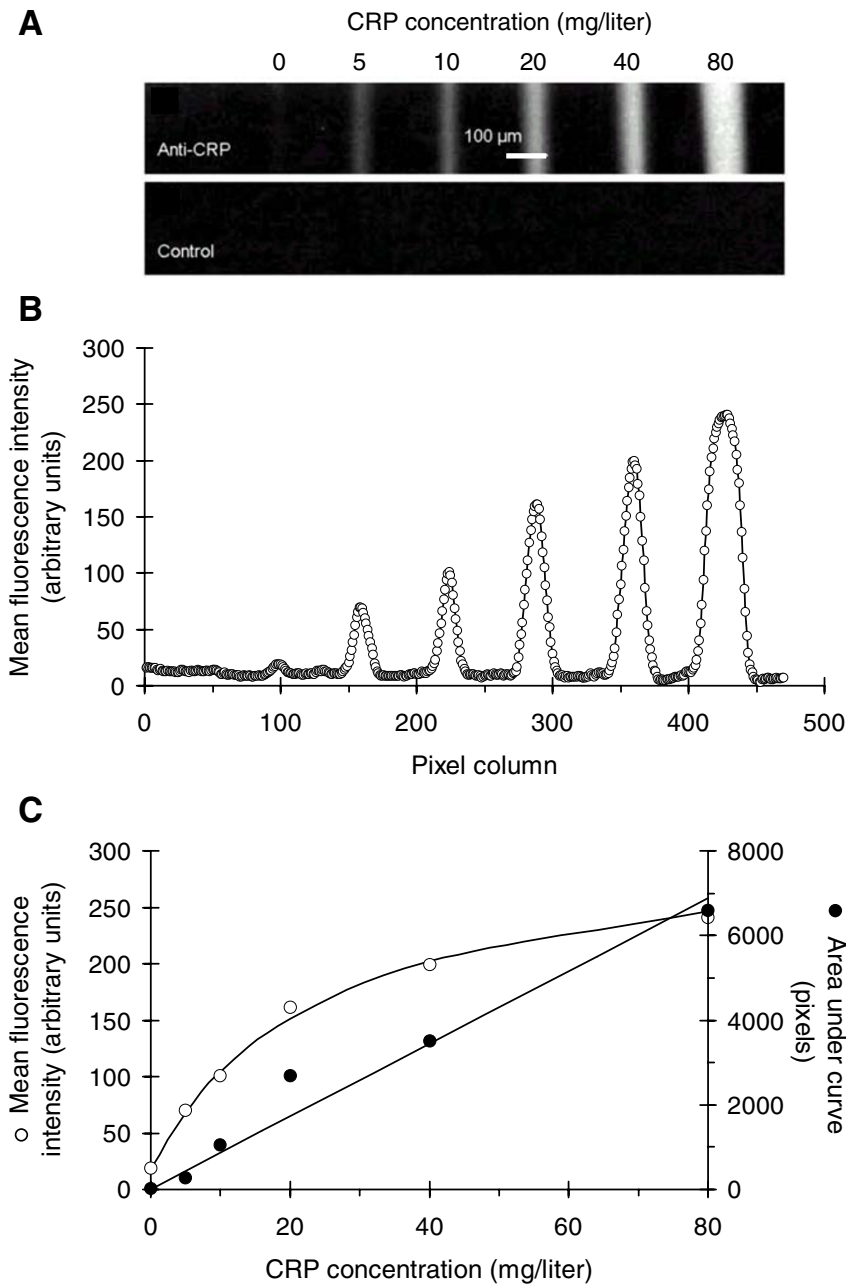 A
CRP concentration (mg/liter)
0 5 10 20 40 80
100 µm
Anti-CRP
Control
B
Mean fluorescence intensity
(arbitrary units)
300
250
200
150
100
50
0
0 100 200 300 400 500
Pixel column
C
Mean fluorescence
intensity (arbitrary units)
300
250
200
150
100
50
0
8000
6000
4000
2000
0
Area under curve
(pixels)
0 20 40 60 80
CRP concentration (mg/liter)